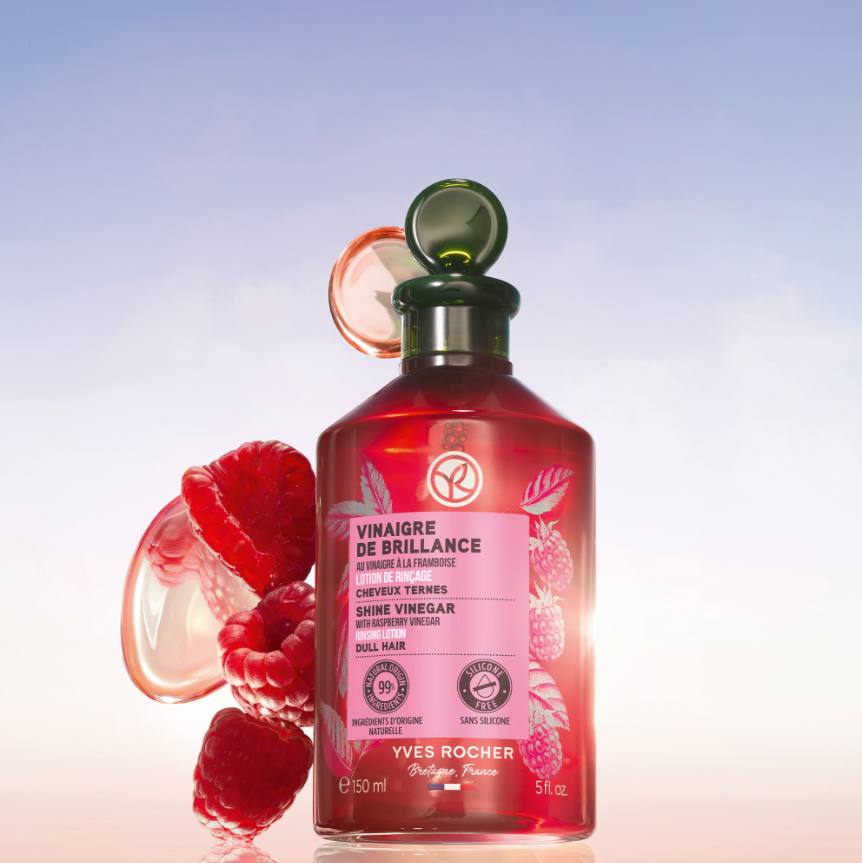 VINAIGRE
DE BRILLANCE
AU VINAIGRE À LA FRAMBOISE
LOTION DE RINÇAGE
CHEVEUX TERNES
SHINE VINEGAR
WITH RASPBERRY VINEGAR
RINSING LOTION
DULL HAIR
NATURAL ORIGIN
99%
INGREDIENTS
INGRÉDIENTS D'ORIGINE
NATURELLE
SILICONE
FREE
SANS SILICONE
YVES ROCHER
Bretagne, France
e 150 ml
5 fl. oz.